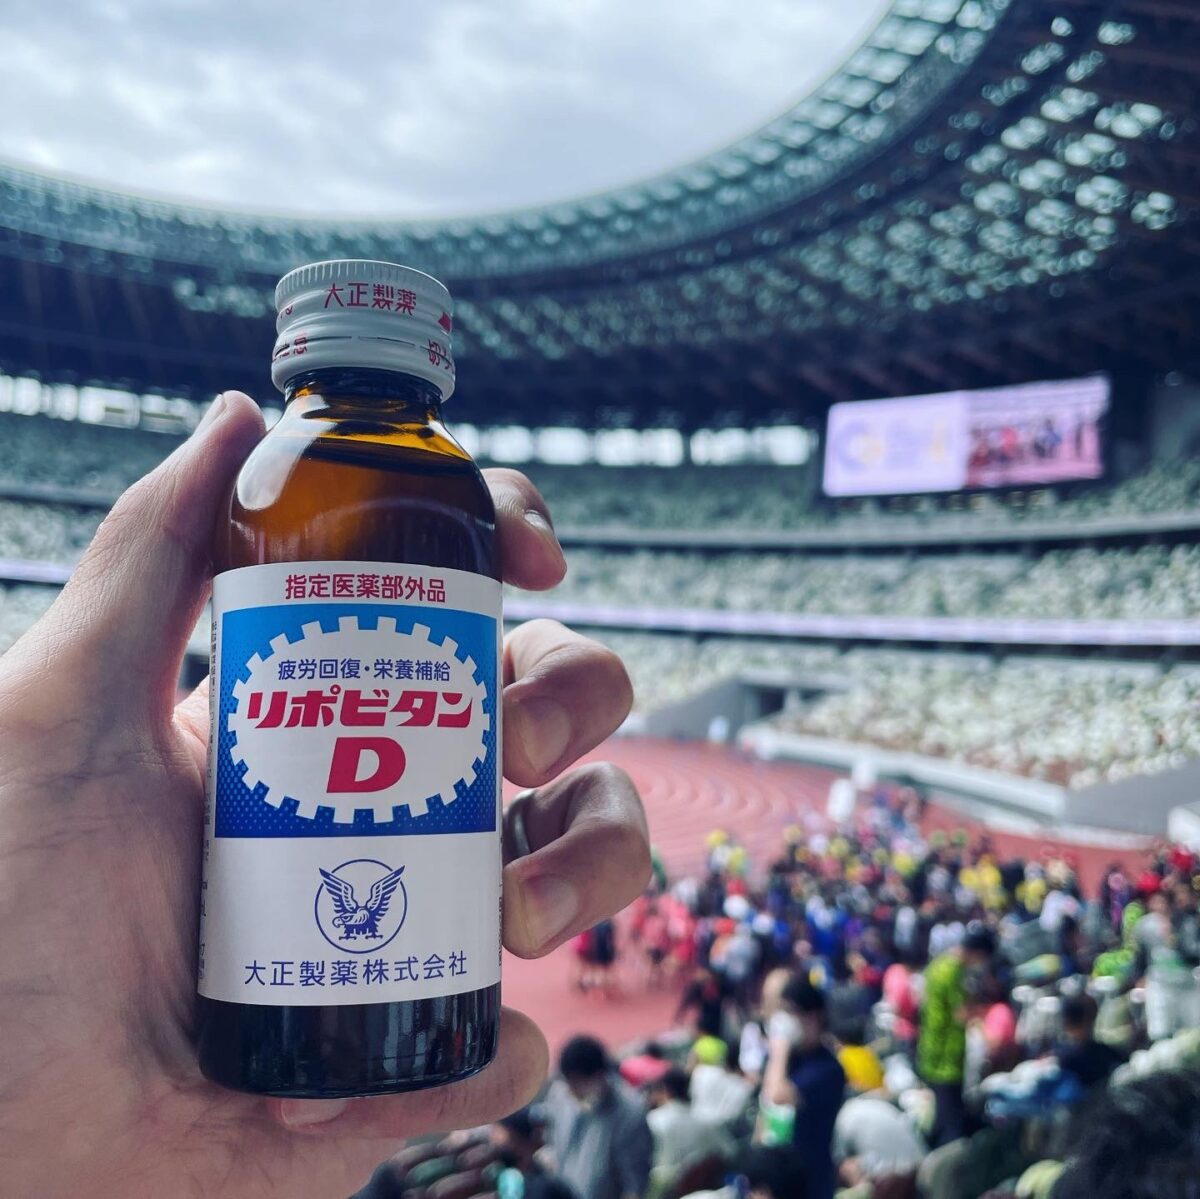 大正製薬
指定医薬部外品
疲労回復・栄養補給
リポビタン
D
大正製薬株式会社